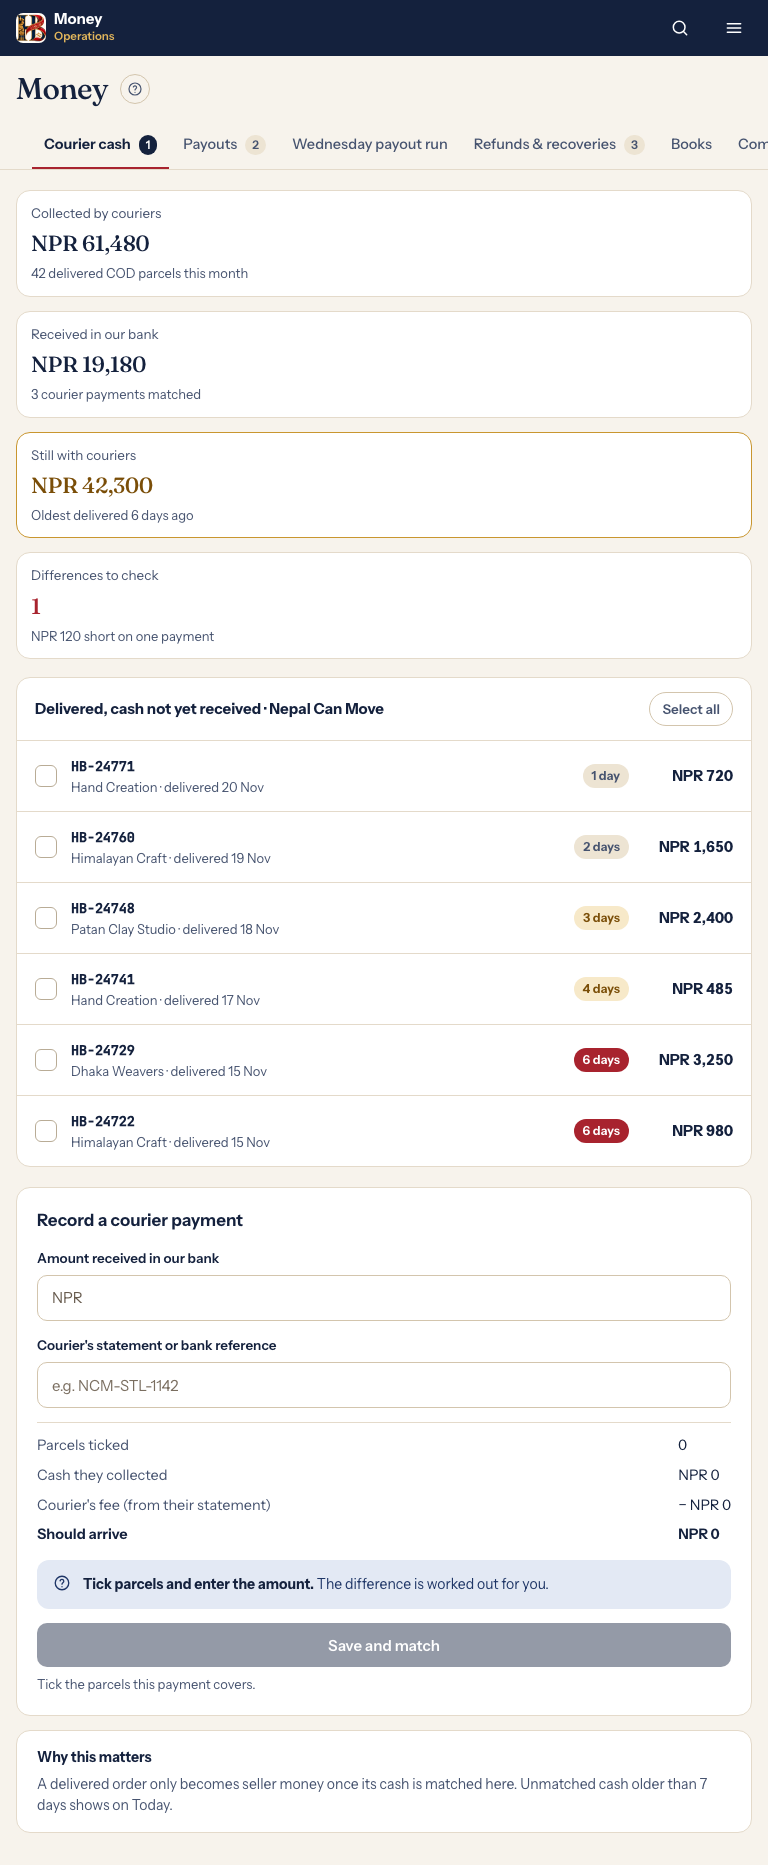 Money
Operations
Money
Courier cash 1 Payouts 2 Wednesday payout run Refunds & recoveries 3 Books Com
Collected by couriers
NPR 61,480
42 delivered COD parcels this month
Received in our bank
NPR 19,180
3 courier payments matched
Still with couriers
NPR 42,300
Oldest delivered 6 days ago
Differences to check
1
NPR 120 short on one payment
Delivered, cash not yet received · Nepal Can Move Select all
HB-24771
Hand Creation · delivered 20 Nov 1 day NPR 720
HB-24760
Himalayan Craft · delivered 19 Nov 2 days NPR 1,650
HB-24748
Patan Clay Studio · delivered 18 Nov 3 days NPR 2,400
HB-24741
Hand Creation · delivered 17 Nov 4 days NPR 485
HB-24729
Dhaka Weavers · delivered 15 Nov 6 days NPR 3,250
HB-24722
Himalayan Craft · delivered 15 Nov 6 days NPR 980
Record a courier payment
Amount received in our bank
NPR
Courier's statement or bank reference
e.g. NCM-STL-1142
Parcels ticked 0
Cash they collected NPR 0
Courier's fee (from their statement) − NPR 0
Should arrive NPR 0
Tick parcels and enter the amount. The difference is worked out for you.
Save and match
Tick the parcels this payment covers.
Why this matters
A delivered order only becomes seller money once its cash is matched here. Unmatched cash older than 7
days shows on Today.